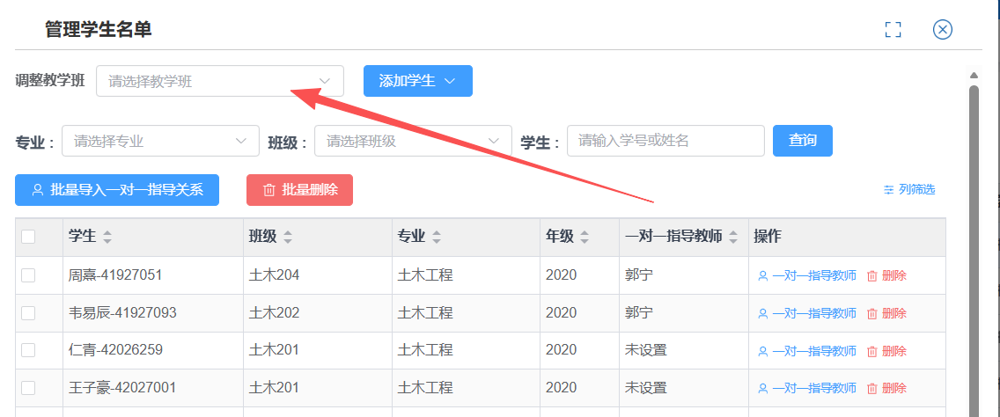 管理学生名单
调整教学班 请选择教学班 添加学生
专业： 请选择专业 班级： 请选择班级 学生： 请输入学号或姓名 查询
批量导入一对一指导关系 批量删除 列筛选
学生 班级 专业 年级 一对一指导教师 操作
周熹-41927051 土木204 土木工程 2020 郭宁 一对一指导教师 删除
韦易辰-41927093 土木202 土木工程 2020 郭宁 一对一指导教师 删除
仁青-42026259 土木201 土木工程 2020 未设置 一对一指导教师 删除
王子豪-42027001 土木201 土木工程 2020 未设置 一对一指导教师 删除